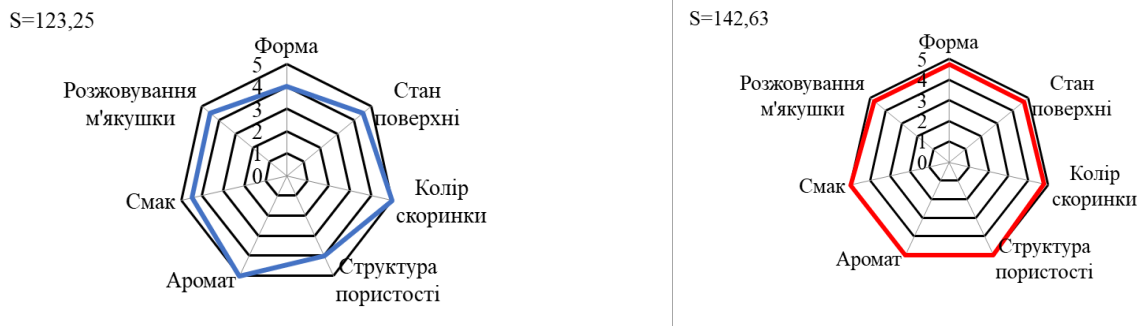 S=123,25
Форма
5
4
3
2
1
0
Розжовування
м'якушки
Стан
поверхні
Смак
Колір
скоринки
Аромат
Структура
пористості
S=142,63
Форма
5
4
3
2
1
0
Розжовування
м'якушки
Стан
поверхні
Смак
Колір
скоринки
Аромат
Структура
пористості